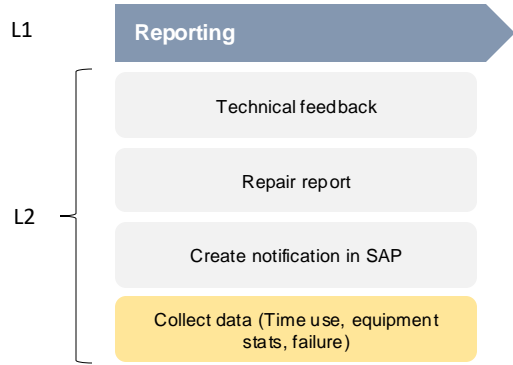 L1
Reporting
Technical feedback
Repair report
L2
Create notification in SAP
Collect data (Time use, equipment
stats, failure)